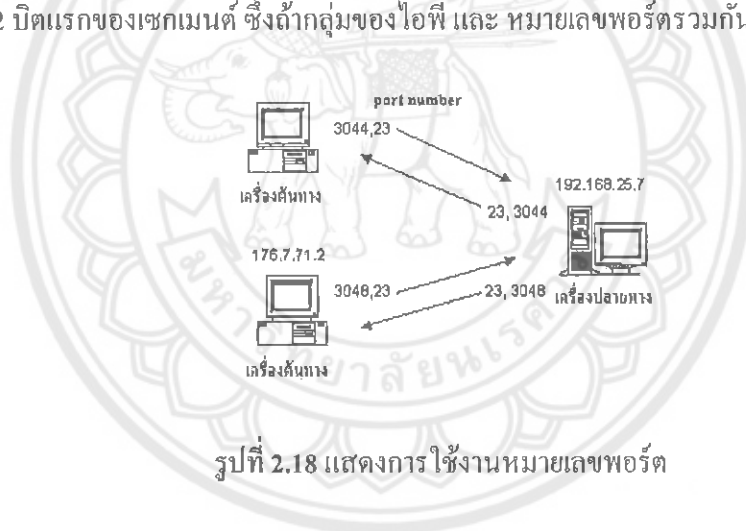 2 บิตแรกของเซกเมนต์ ซึ่งถ้ากลุ่มของไอพี และ หมายเลขพอร์ตรวมกัน
port number
3044,23
เครื่องต้นทาง
192.168.25.7
23, 3044
176.7.71.2
3048,23
23, 3048
เครื่องปลายทาง
เครื่องต้นทาง
รูปที่ 2.18 แสดงการใช้งานหมายเลขพอร์ต